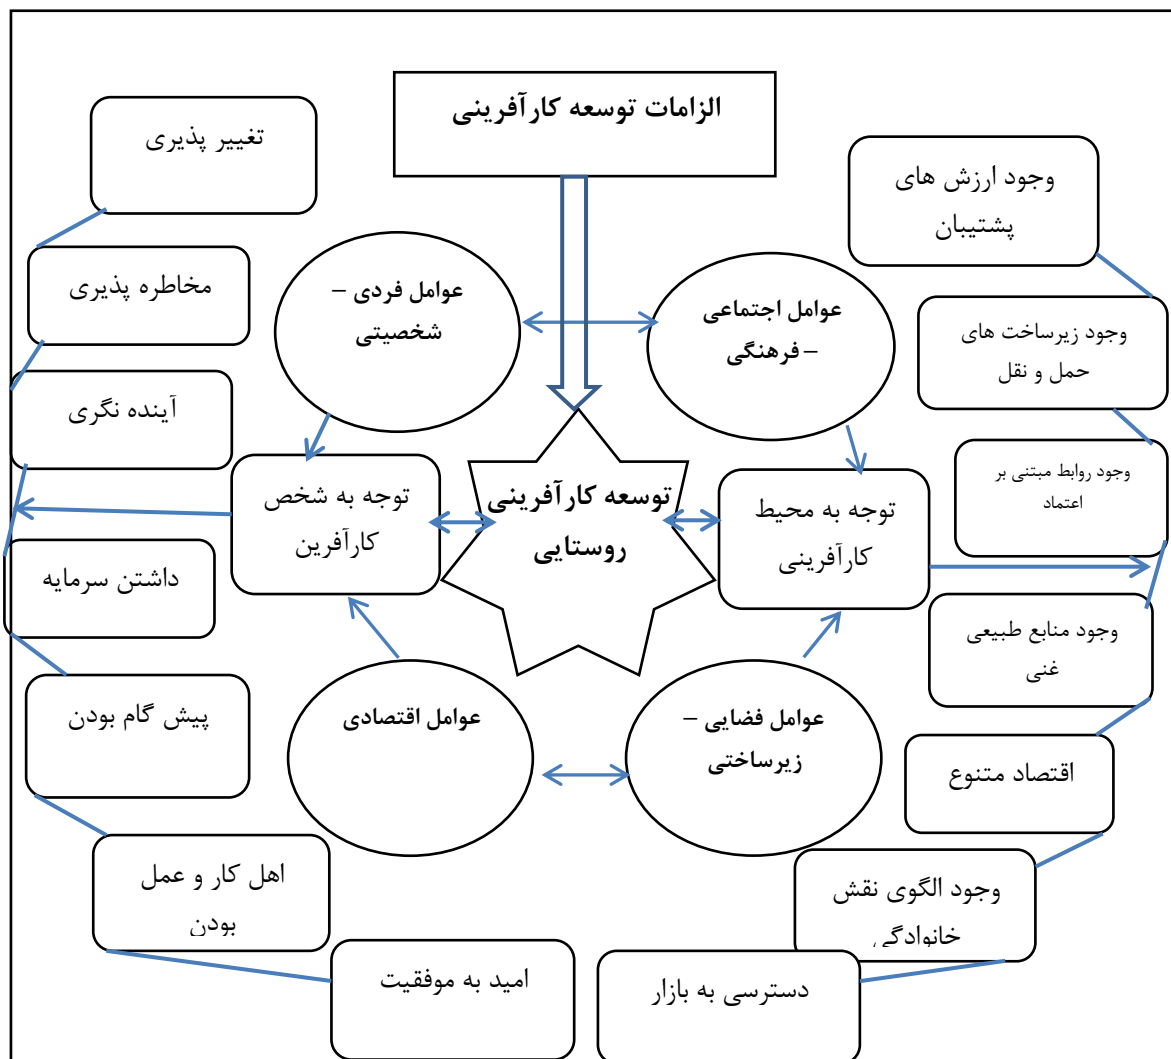 الزامات توسعه کارآفرینی
وجود ارزش های
پشتیبان
وجود زیرساخت های
حمل و نقل
وجود روابط مبتنی بر
اعتماد
وجود منابع طبیعی
غنی
اقتصاد متنوع
وجود الگوی نقش
خانوادگی
دسترسی به بازار
عوامل اجتماعی
– فرهنگی
توجه به محیط
کارآفرینی
عوامل فضایی –
زیرساختی
توسعه کارآفرینی
روستایی
عوامل فردی –
شخصیتی
توجه به شخص
کارآفرین
عوامل اقتصادی
تغییر پذیری
مخاطره پذیری
آینده نگری
داشتن سرمایه
پیش گام بودن
اهل کار و عمل
بودن
امید به موفقیت